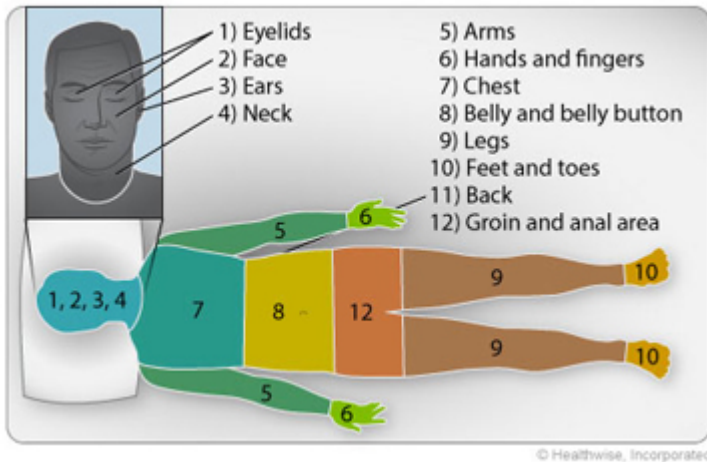 1) Eyelids
2) Face
3) Ears
4) Neck
5) Arms
6) Hands and fingers
7) Chest
8) Belly and belly button
9) Legs
10) Feet and toes
11) Back
12) Groin and anal area
6
5
9
10
1, 2, 3, 4
7
8
12
9
10
5
6
© Healthwise, Incorporated